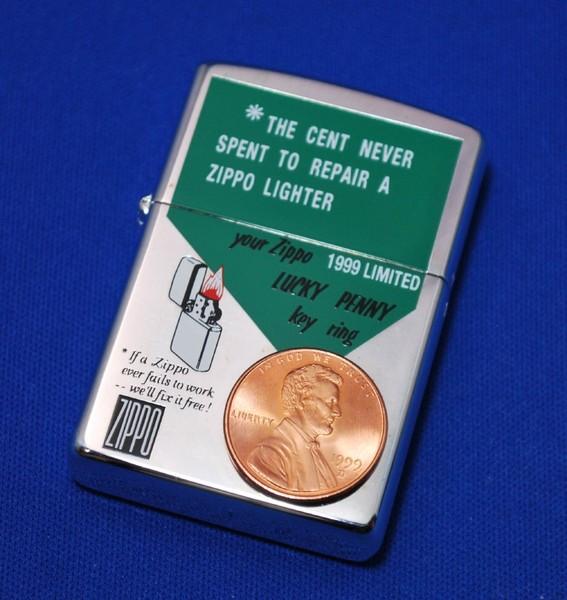 * THE CENT NEVER
SPENT TO REPAIR A
ZIPPO LIGHTER
your Zippo 1999 LIMITED
LUCKY PENNY
key ring
* If a Zippo
ever fails to work
-- we'll fix it free!
ZIPPO
IN GOD WE TRUST
LIBERTY
1999
D